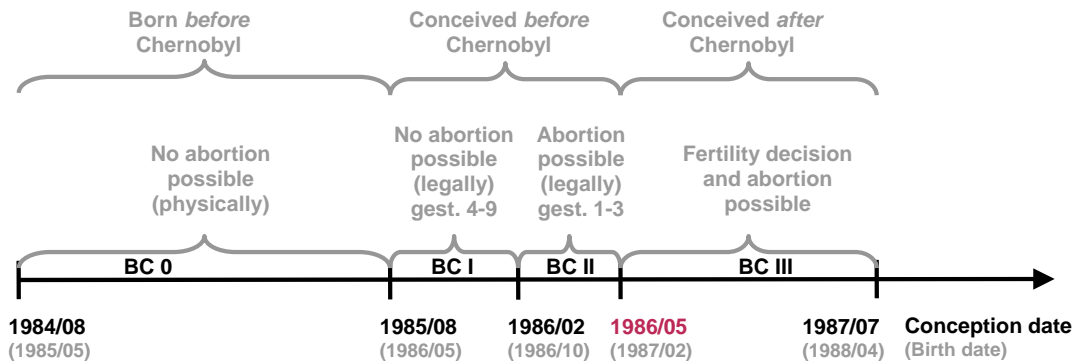 Born before
Chernobyl
Conceived before
Chernobyl
Conceived after
Chernobyl
No abortion
possible
(physically)
No abortion
possible
(legally)
gest. 4-9
Abortion
possible
(legally)
gest. 1-3
Fertility decision
and abortion
possible
BC 0
BC I
BC II
BC III
1984/08
(1985/05)
1985/08
(1986/05)
1986/02
(1986/10)
1986/05
(1987/02)
1987/07
(1988/04)
Conception date
(Birth date)